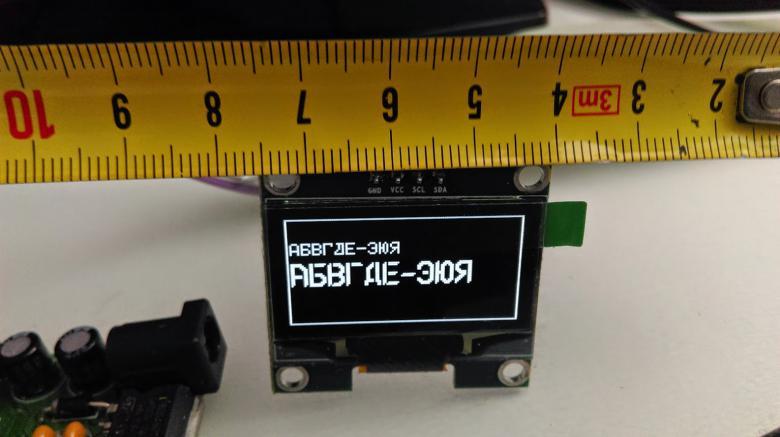 10 9 8 7 6 5 4 3m 3 2
GND VCC SCL SDA
АБВГДЕ-ЭЮЯ
АБВГДЕ-ЭЮЯ